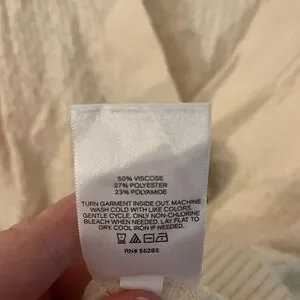 50% VISCOSE
27% POLYESTER
23% POLYAMIDE
TURN GARMENT INSIDE OUT, MACHINE
WASH COLD WITH LIKE COLORS,
GENTLE CYCLE, ONLY NON-CHLORINE
BLEACH WHEN NEEDED. LAY FLAT TO
DRY. COOL IRON IF NEEDED.
RN# 55285